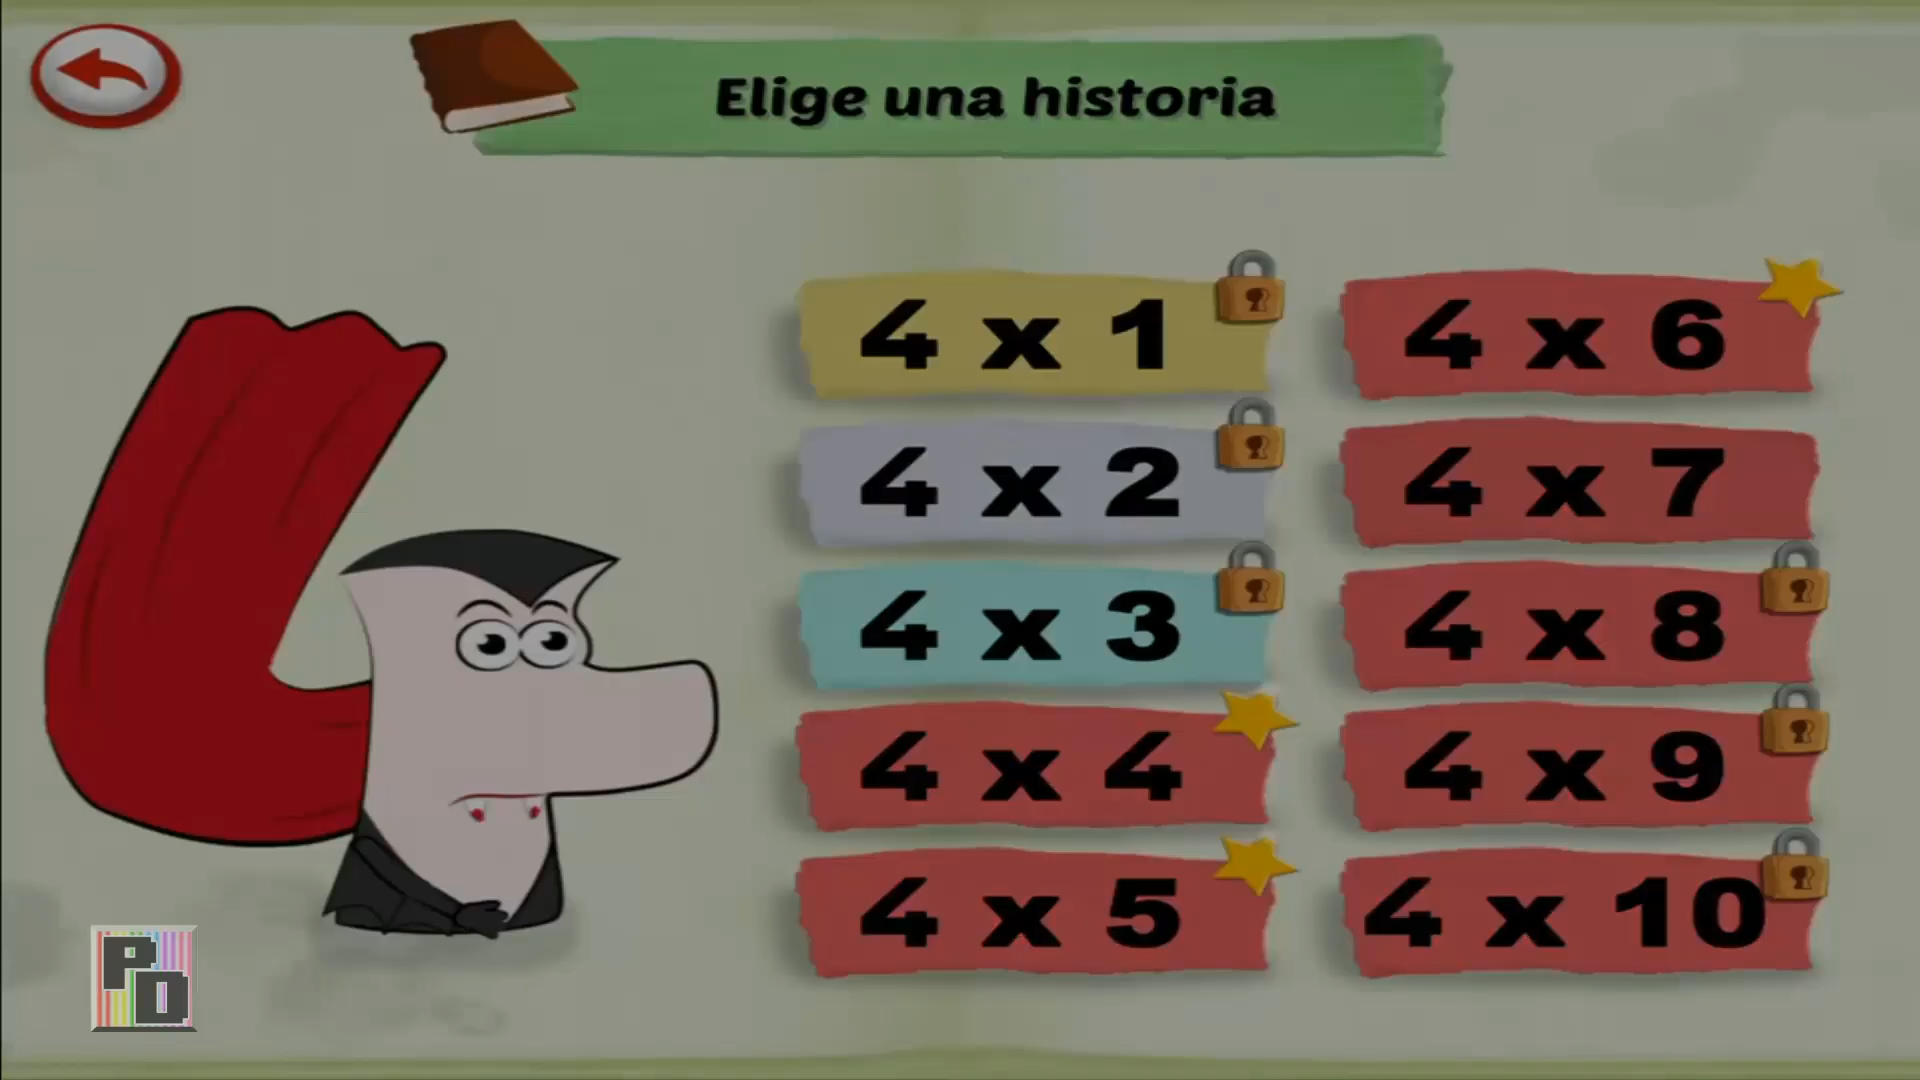 Elige una historia
4 x 1
4 x 2
4 x 3
4 x 4
4 x 5
4 x 6
4 x 7
4 x 8
4 x 9
4 x 10
PD